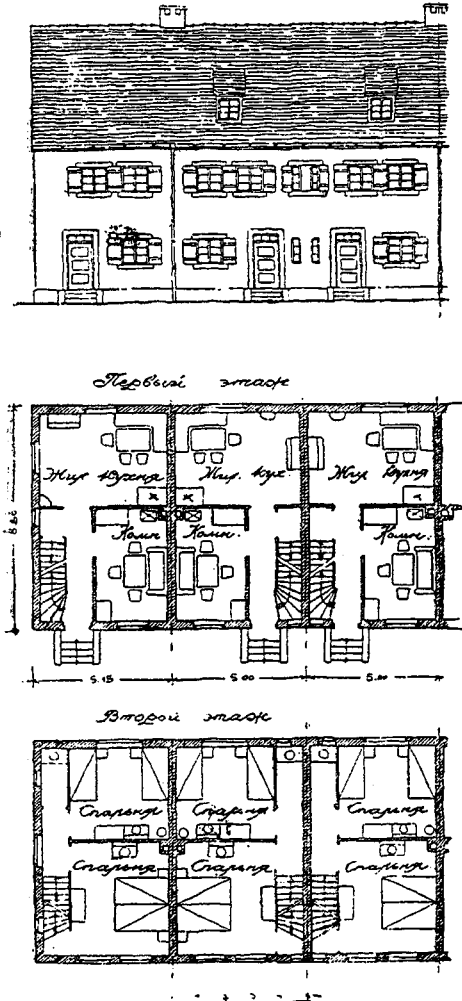 Первый этаж
Жил кухня Жил. кух. Жил кухня
Комн Комн. Комн.
5.15 5.00 5.00
Второй этаж
Спальня Спальня Спальня
Спальня Спальня Спальня